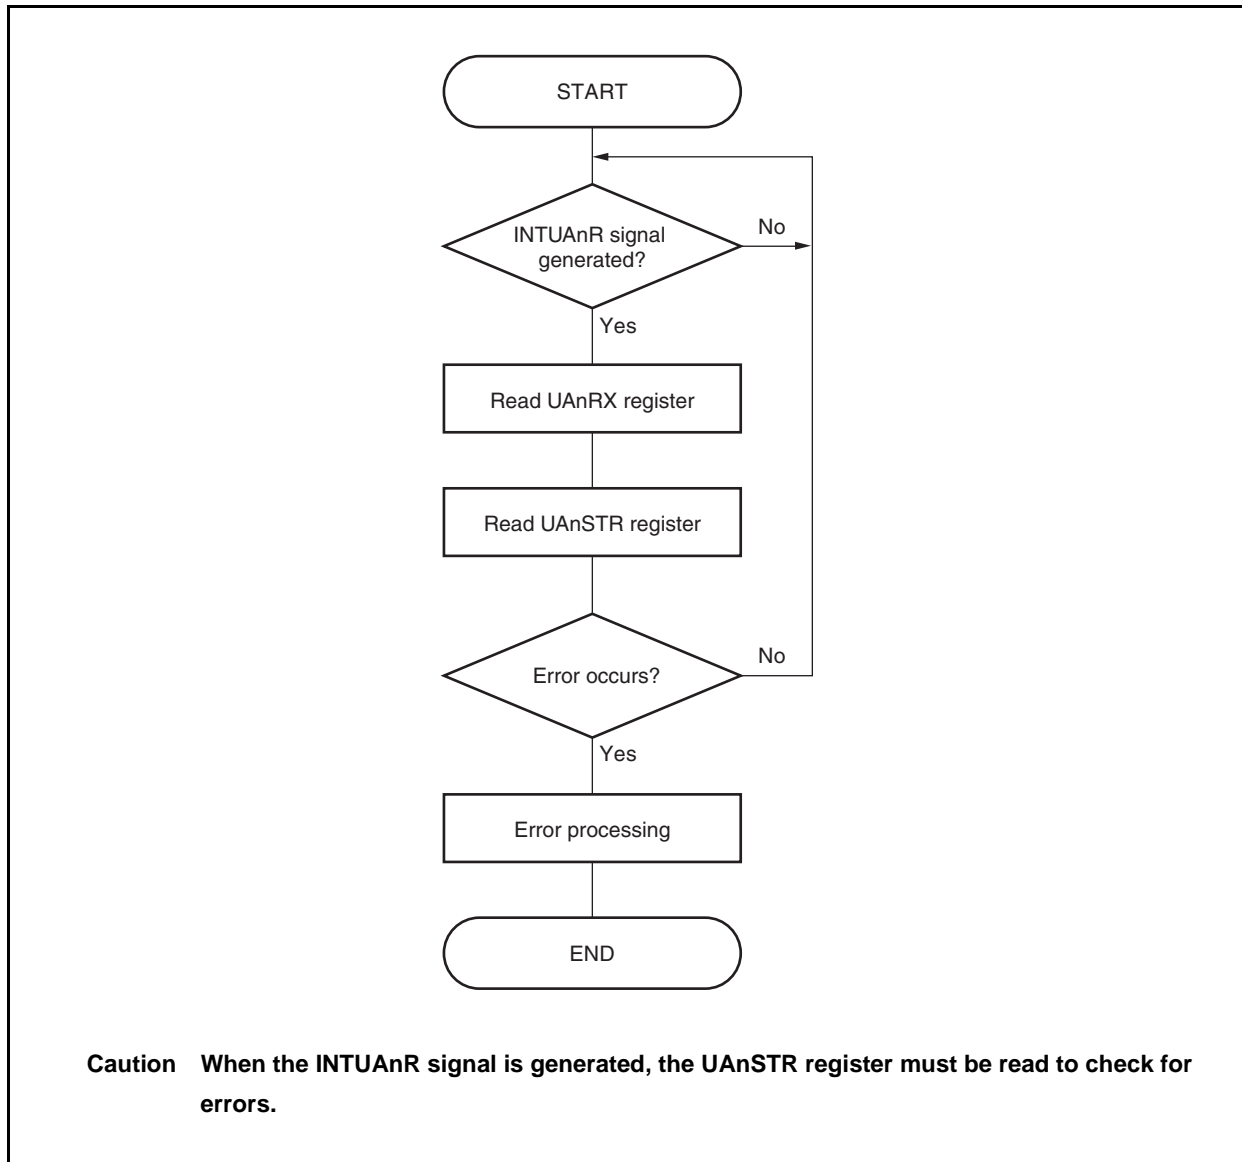 START
INTUAnR signal
generated?
No
Yes
Read UAnRX register
Read UAnSTR register
Error occurs?
No
Yes
Error processing
END
Caution When the INTUAnR signal is generated, the UAnSTR register must be read to check for
errors.